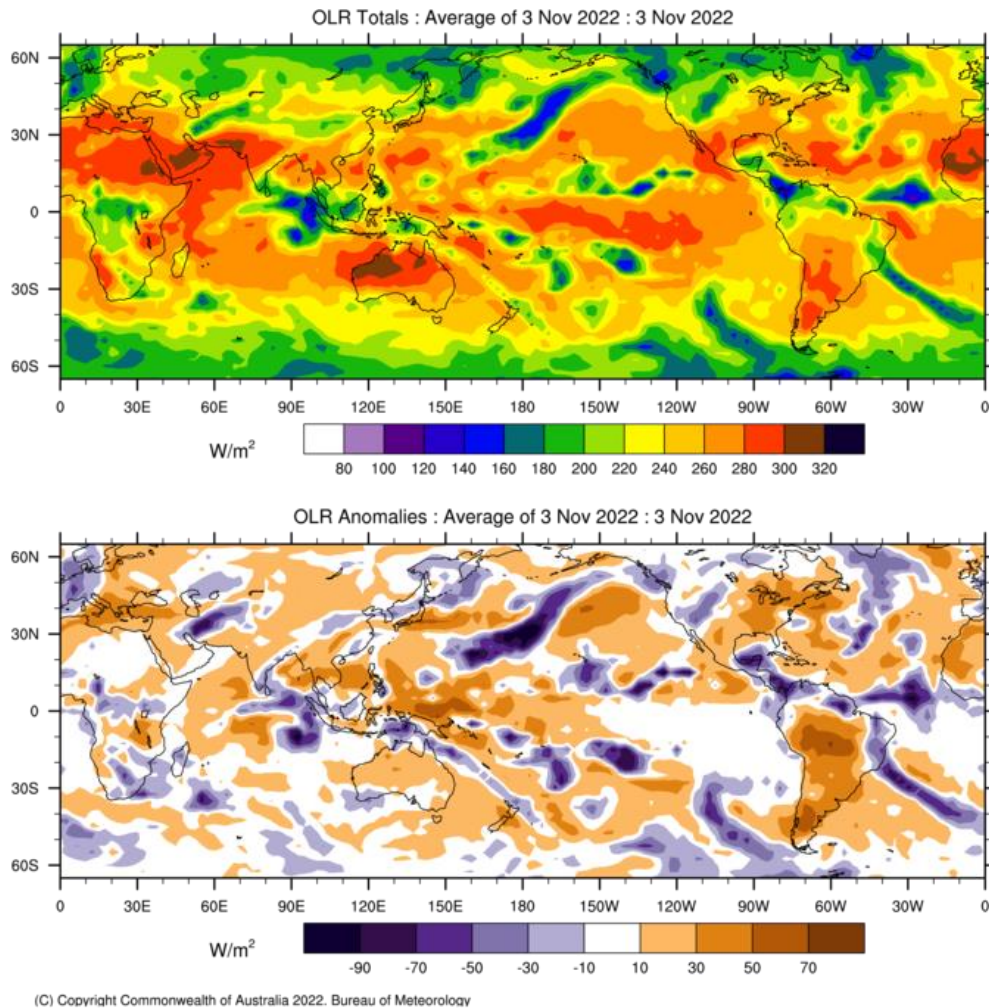 OLR Totals : Average of 3 Nov 2022 : 3 Nov 2022
60N
30N
0
30S
60S
0 30E 60E 90E 120E 150E 180 150W 120W 90W 60W 30W 0
W/m²
80 100 120 140 160 180 200 220 240 260 280 300 320
OLR Anomalies : Average of 3 Nov 2022 : 3 Nov 2022
60N
30N
0
30S
60S
0 30E 60E 90E 120E 150E 180 150W 120W 90W 60W 30W 0
W/m²
-90 -70 -50 -30 -10 10 30 50 70
(C) Copyright Commonwealth of Australia 2022. Bureau of Meteorology